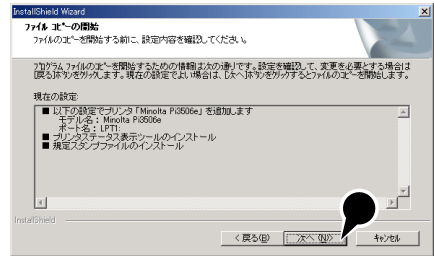 InstallShield Wizard
ファイル コピーの開始
ファイルのコピーを開始する前に、設定内容を確認してください。
プログラム ファイルのコピーを開始するための情報は次の通りです。設定を確認して、変更を必要とする場合は
[戻る]ボタンをクリックします。現在の設定でよい場合は、[次へ]ボタンをクリックするとファイルのコピーを開始します。
現在の設定:
■ 以下の設定でプリンタ「Minolta Pi3506e」を追加します
モデル名: Minolta Pi3506e
ポート名: LPT1:
■ プリンタステータス表示ツールのインストール
■ 規定スタンプファイルのインストール
InstallShield
< 戻る(B)
次へ (N)>
キャンセル